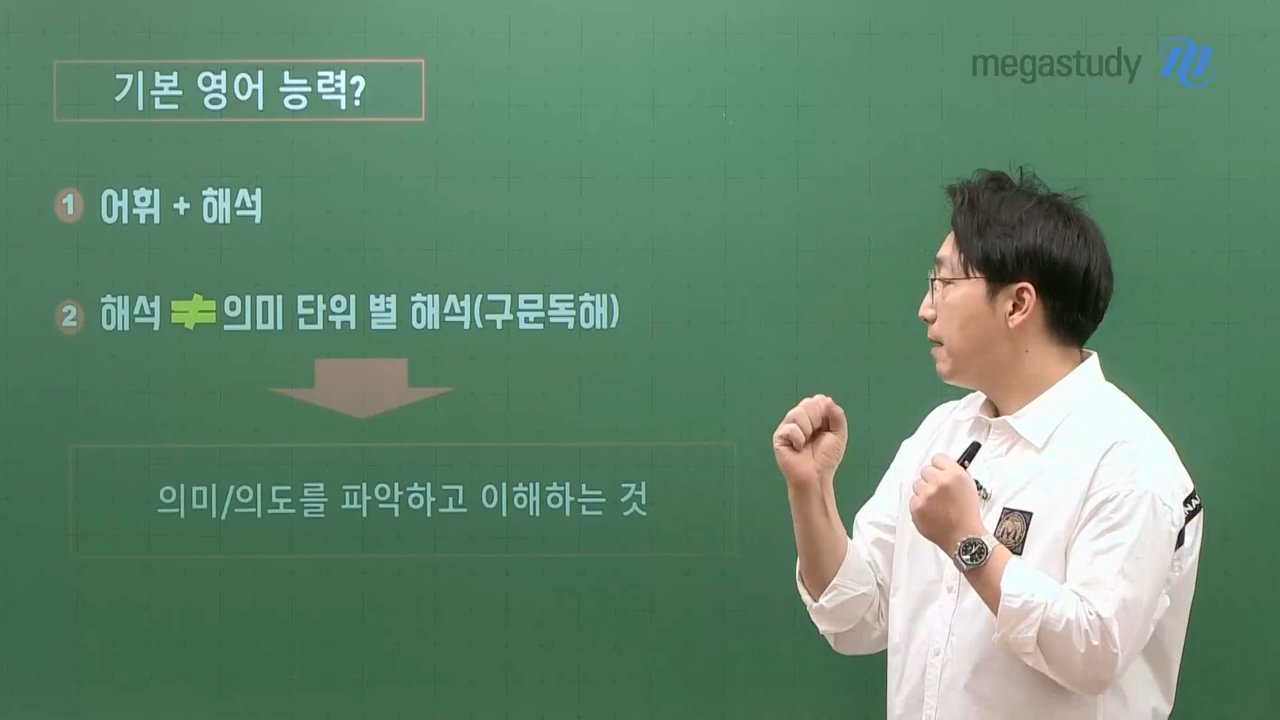 기본 영어 능력?
megastudy
1 어휘 + 해석
2 해석 ≠ 의미 단위 별 해석(구문독해)
의미/의도를 파악하고 이해하는 것